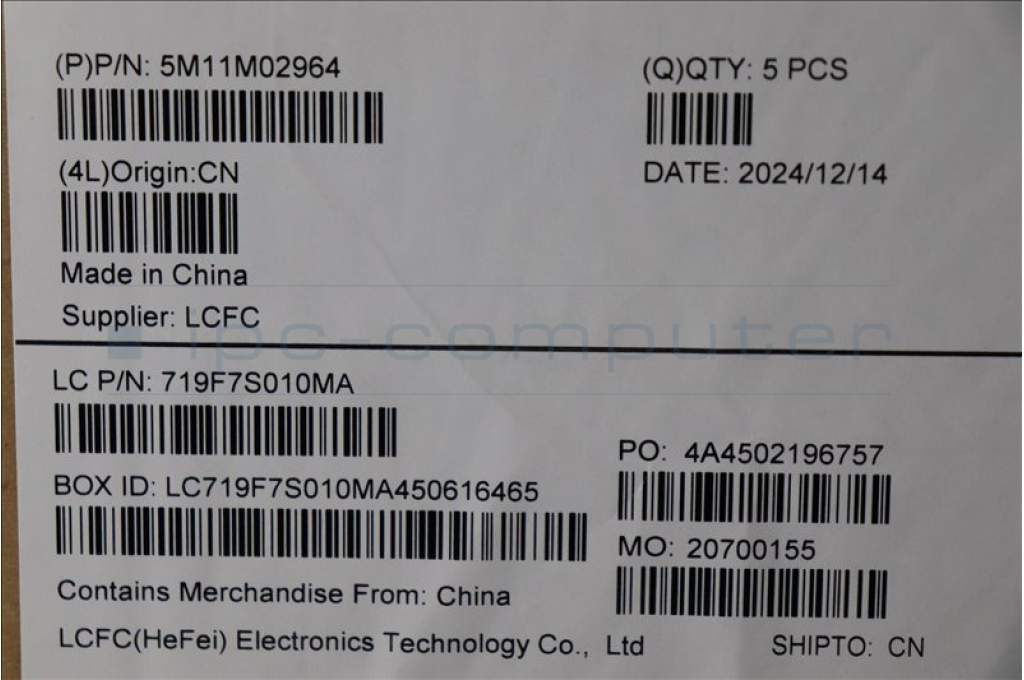 (P)P/N: 5M11M02964
(Q)QTY: 5 PCS
(4L)Origin:CN
DATE: 2024/12/14
Made in China
Supplier: LCFC
ipc-computer
LC P/N: 719F7S010MA
PO: 4A4502196757
BOX ID: LC719F7S010MA450616465
MO: 20700155
Contains Merchandise From: China
LCFC(HeFei) Electronics Technology Co., Ltd
SHIPTO: CN